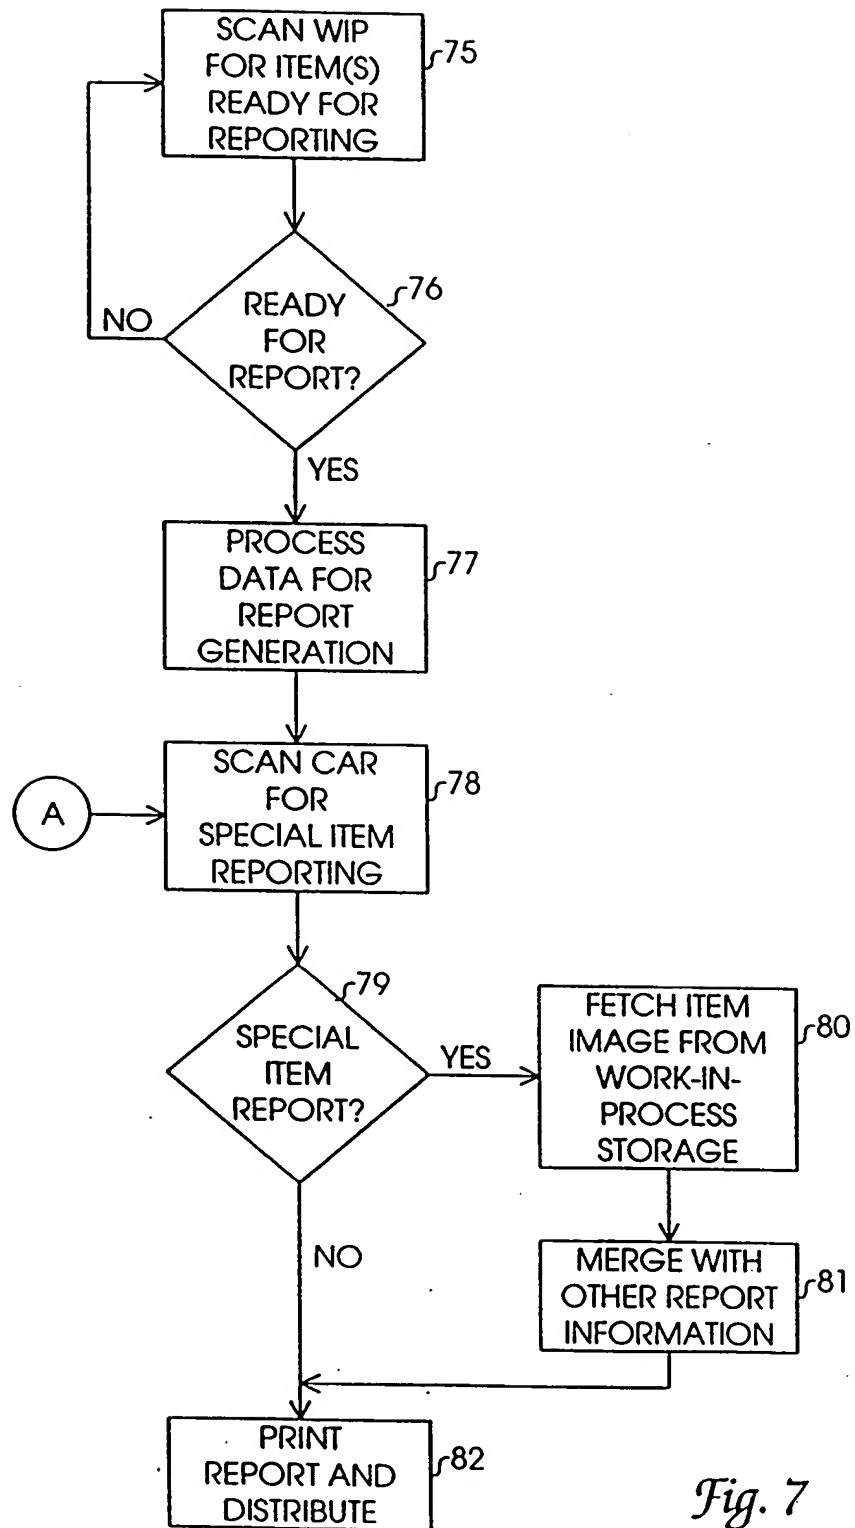 SCAN WIP
FOR ITEM(S)
READY FOR
REPORTING
75
READY
FOR
REPORT?
76
NO
YES
PROCESS
DATA FOR
REPORT
GENERATION
77
SCAN CAR
FOR
SPECIAL ITEM
REPORTING
78
A
SPECIAL
ITEM
REPORT?
79
YES
FETCH ITEM
IMAGE FROM
WORK-IN-
PROCESS
STORAGE
80
NO
MERGE WITH
OTHER REPORT
INFORMATION
81
PRINT
REPORT AND
DISTRIBUTE
82
Fig. 7